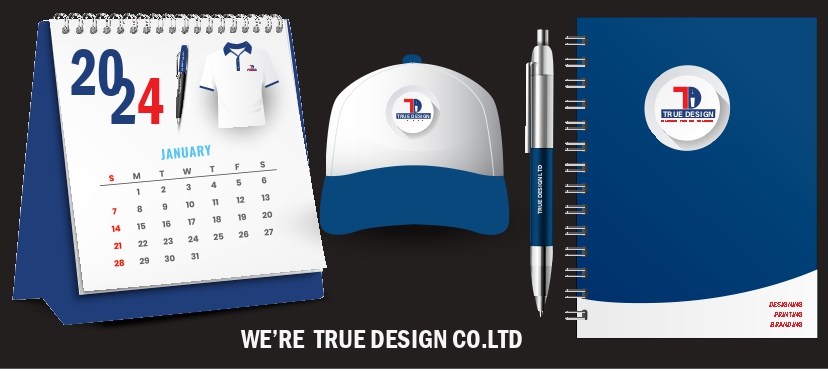 2024
JANUARY
S M T W T F S
1 2 3 4 5 6
7 8 9 10 11 12 13
14 15 16 17 18 19 20
21 22 23 24 25 26 27
28 29 30 31
TD
TRUE DESIGN
TRUE DESIGN LTD
TD
TRUE DESIGN
DESIGNING
PRINTING
BRANDING
WE'RE TRUE DESIGN CO.LTD